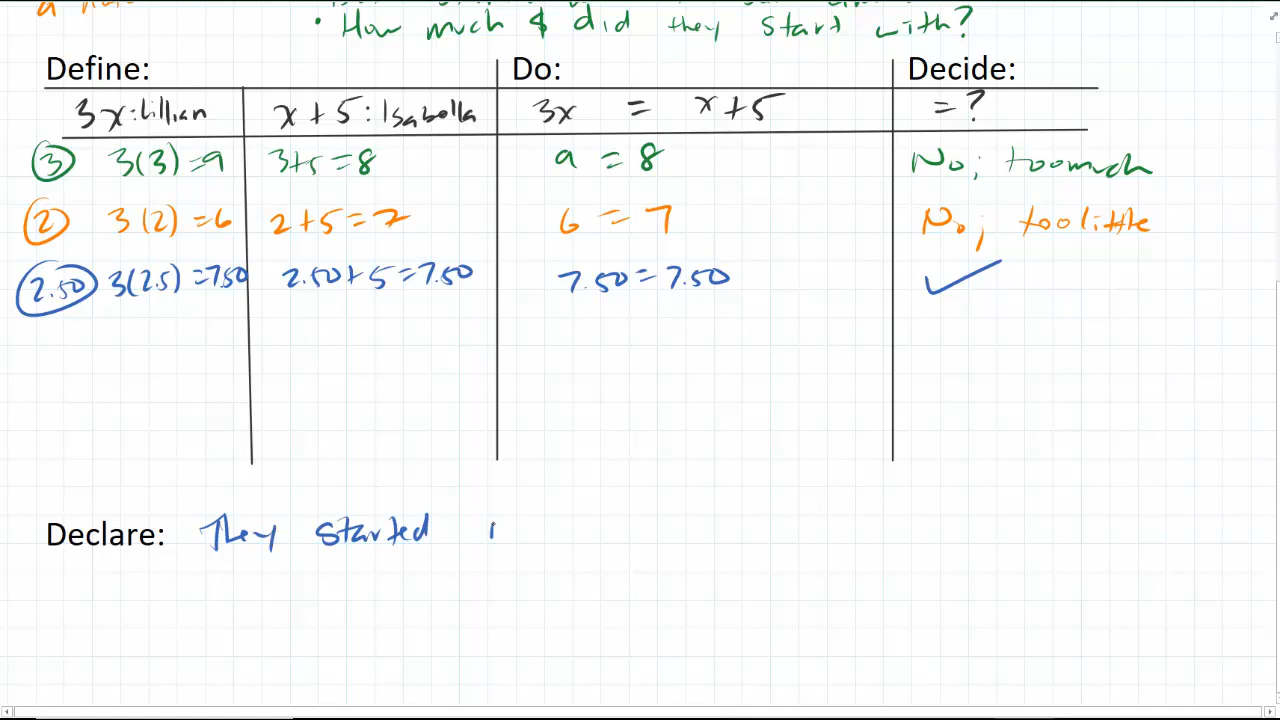 a
• How much $ did they start with?
Define: Do: Decide:
3x:Lillian x+5:Isabella 3x = x+5 =?
3 3(3)=9 3+5=8 9 = 8 No; too much
2 3(2)=6 2+5=7 6 = 7 No; too little
2.50 3(2.5)=7.50 2.50+5=7.50 7.50=7.50 ✓
Declare: They started